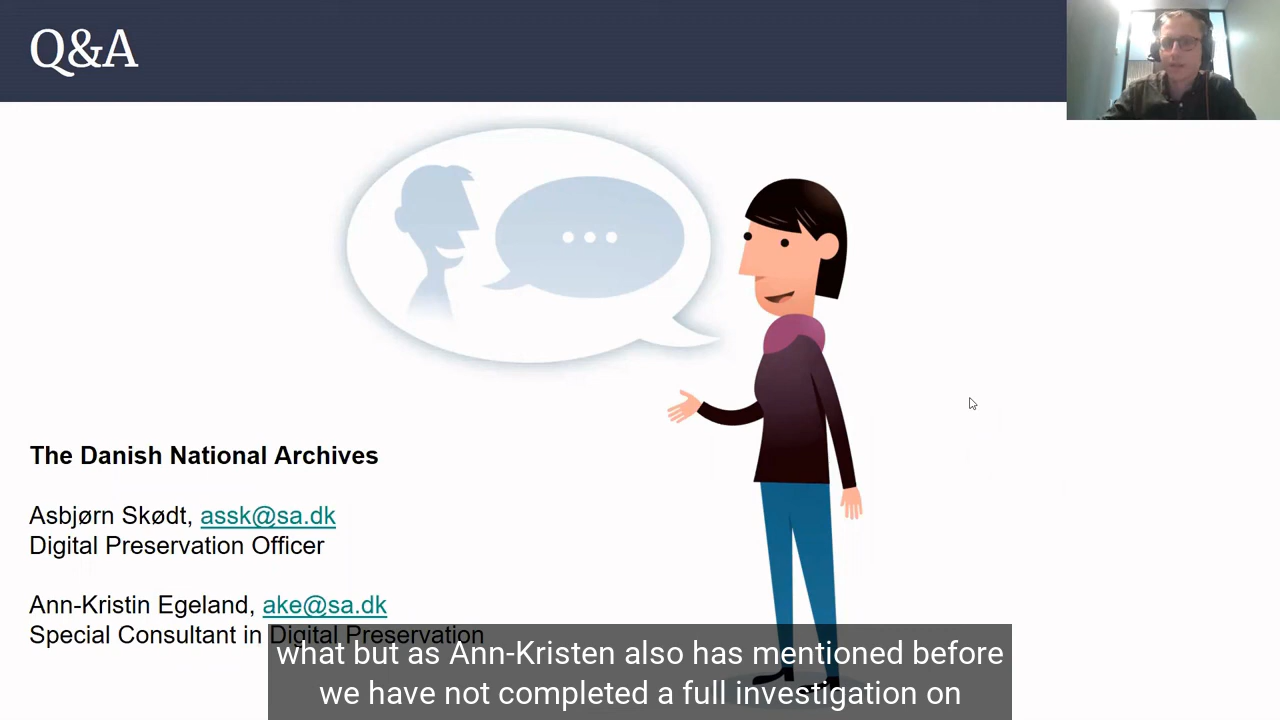 Q&A
The Danish National Archives
Asbjørn Skødt, assk@sa.dk
Digital Preservation Officer
Ann-Kristin Egeland, ake@sa.dk
Special Consultant in Digital Preservation
what but as Ann-Kristen also has mentioned before
we have not completed a full investigation on